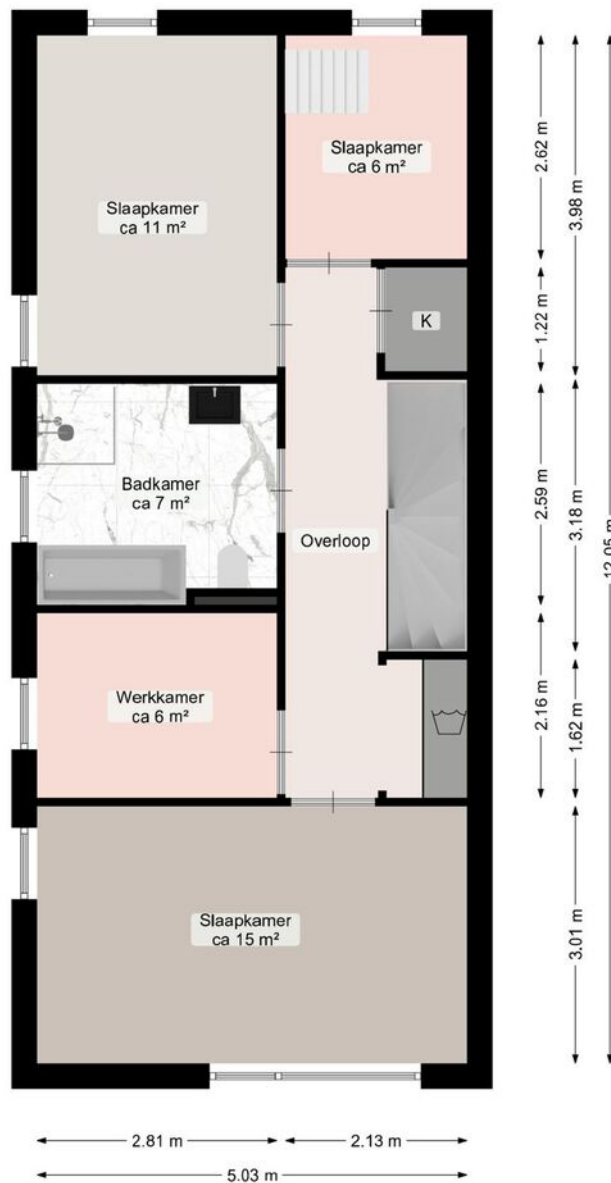 Slaapkamer
ca 6 m²
Slaapkamer
ca 11 m²
K
Badkamer
ca 7 m²
Overloop
Werkkamer
ca 6 m²
Slaapkamer
ca 15 m²
2.62 m
3.98 m
1.22 m
2.59 m
3.18 m
12.05 m
2.16 m
1.62 m
3.01 m
2.81 m
2.13 m
5.03 m